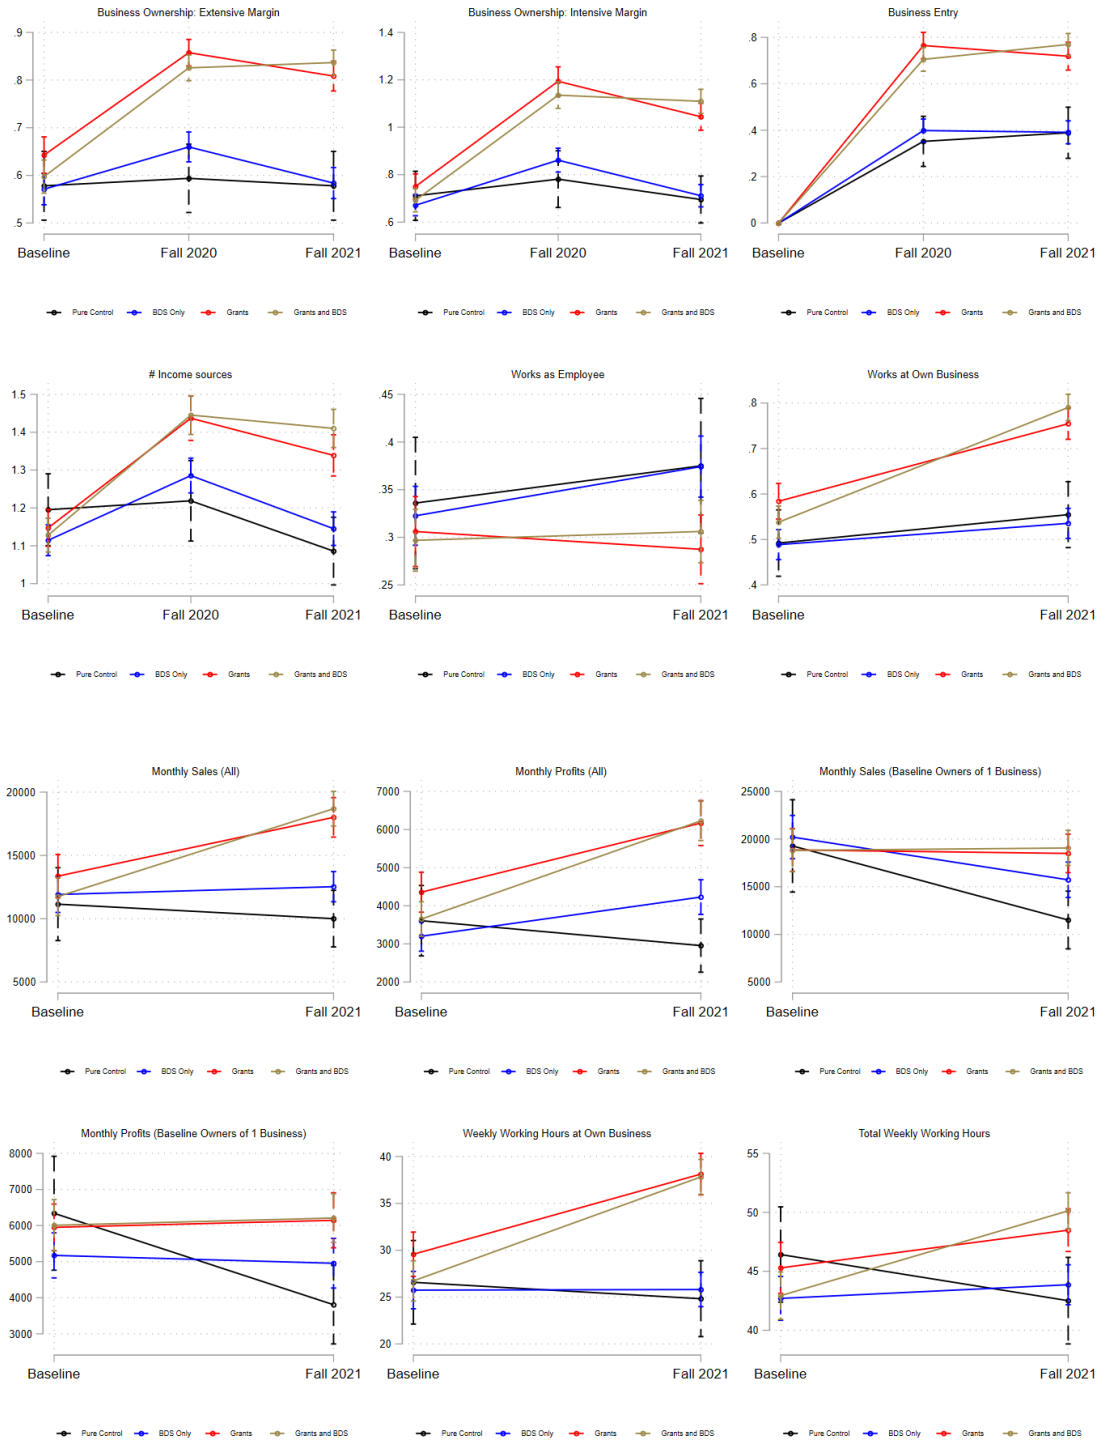 Business Ownership: Extensive Margin
.9
.8
.7
.6
.5
Baseline
Fall 2020
Fall 2021
Pure Control
BDS Only
Grants
Grants and BDS
Business Ownership: Intensive Margin
1.4
1.2
1
.8
.6
Baseline
Fall 2020
Fall 2021
Pure Control
BDS Only
Grants
Grants and BDS
Business Entry
.8
.6
.4
.2
0
Baseline
Fall 2020
Fall 2021
Pure Control
BDS Only
Grants
Grants and BDS
# Income sources
1.5
1.4
1.3
1.2
1.1
1
Baseline
Fall 2020
Fall 2021
Pure Control
BDS Only
Grants
Grants and BDS
Works as Employee
.45
.4
.35
.3
.25
Baseline
Fall 2021
Pure Control
BDS Only
Grants
Grants and BDS
Works at Own Business
.8
.7
.6
.5
.4
Baseline
Fall 2021
Pure Control
BDS Only
Grants
Grants and BDS
Monthly Sales (All)
20000
15000
10000
5000
Baseline
Fall 2021
Pure Control
BDS Only
Grants
Grants and BDS
Monthly Profits (All)
7000
6000
5000
4000
3000
2000
Baseline
Fall 2021
Pure Control
BDS Only
Grants
Grants and BDS
Monthly Sales (Baseline Owners of 1 Business)
25000
20000
15000
10000
5000
Baseline
Fall 2021
Pure Control
BDS Only
Grants
Grants and BDS
Monthly Profits (Baseline Owners of 1 Business)
8000
7000
6000
5000
4000
3000
Baseline
Fall 2021
Pure Control
BDS Only
Grants
Grants and BDS
Weekly Working Hours at Own Business
40
35
30
25
20
Baseline
Fall 2021
Pure Control
BDS Only
Grants
Grants and BDS
Total Weekly Working Hours
55
50
45
40
Baseline
Fall 2021
Pure Control
BDS Only
Grants
Grants and BDS